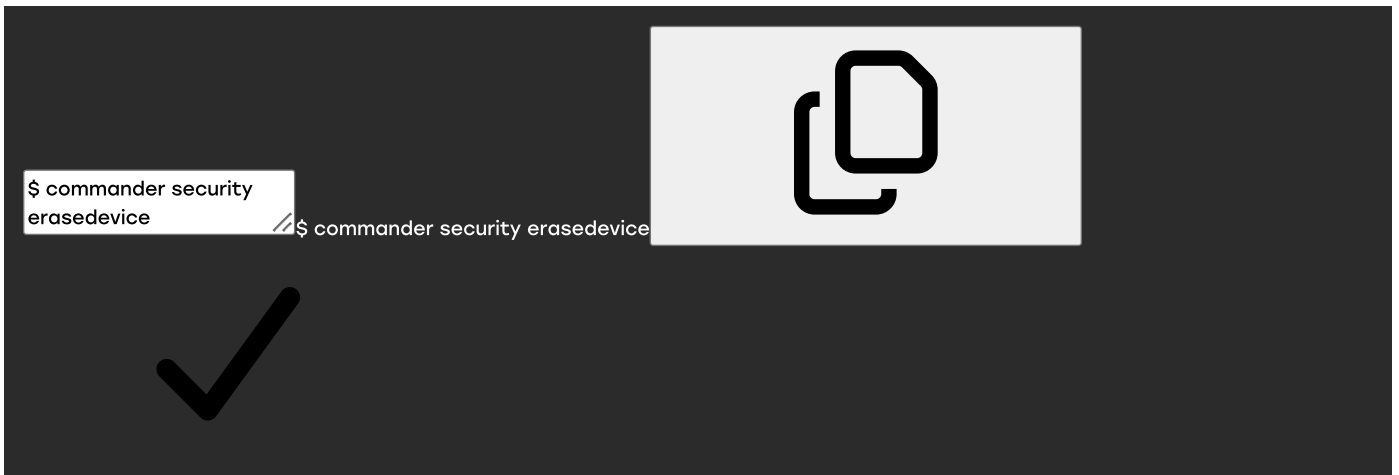 $ commander security
erasedevice
$ commander security erasedevice